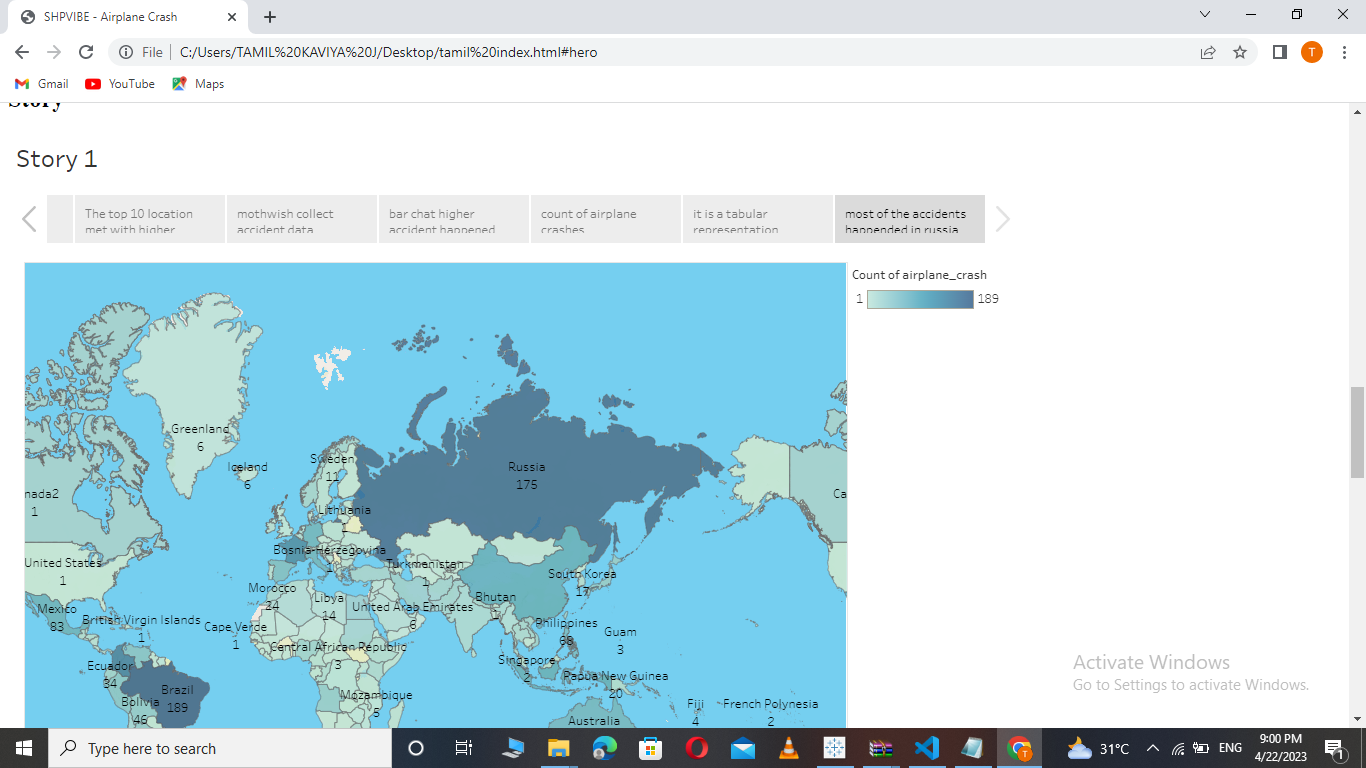 SHPVIBE - Airplane Crash
File
C:/Users/TAMIL%20KAVIYA%20J/Desktop/tamil%20index.html#hero
T
Gmail
YouTube
Maps
Story
Story 1
The top 10 location
met with higher
mothwish collect
accident data
bar chat higher
accident happened
count of airplane
crashes
it is a tabular
representation
most of the accidents
happended in russia
Count of airplane_crash
1
189
Greenland
6
Iceland
6
Sweden
11
Russia
175
nada2
1
Ca
Lithuania
1
United States
1
Bosnia-Herzegovina
1
Turkmenistan
1
South Korea
17
Morocco
24
Libya
14
United Arab Emirates
6
Bhutan
1
Mexico
83
British Virgin Islands
1
Cape Verde
1
Philippines
68
Guam
3
Central African Republic
3
Singapore
2
Papua New Guinea
20
Ecuador
34
Brazil
189
Bolivia
46
Mozambique
5
Fiji
4
French Polynesia
2
Australia
Activate Windows
Go to Settings to activate Windows.
Type here to search
T
31°C
ENG
9:00 PM
4/22/2023
1